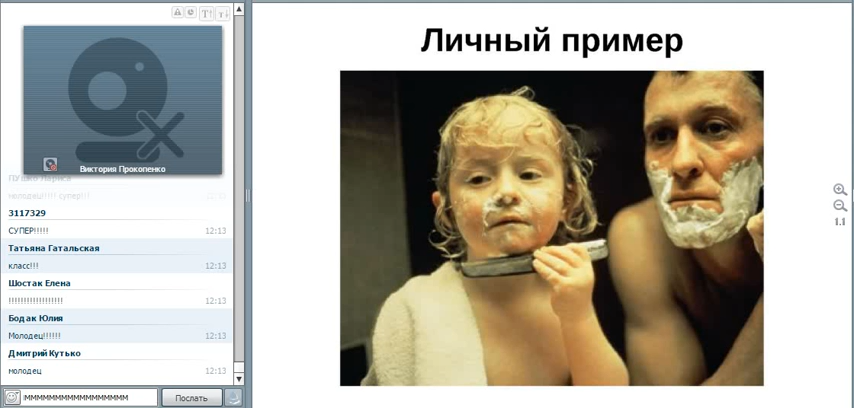 Виктория Прокопенко
молодец!!!! супер!!!
3117329
СУПЕР!!!!!
12:13
Татьяна Гатальская
класс!!!
12:13
Шостак Елена
!!!!!!!!!!!!!!!!!!
12:13
Бодак Юлия
Молодец!!!!!!
12:13
Дмитрий Кутько
молодец
12:13
Послать
Личный пример
1:1